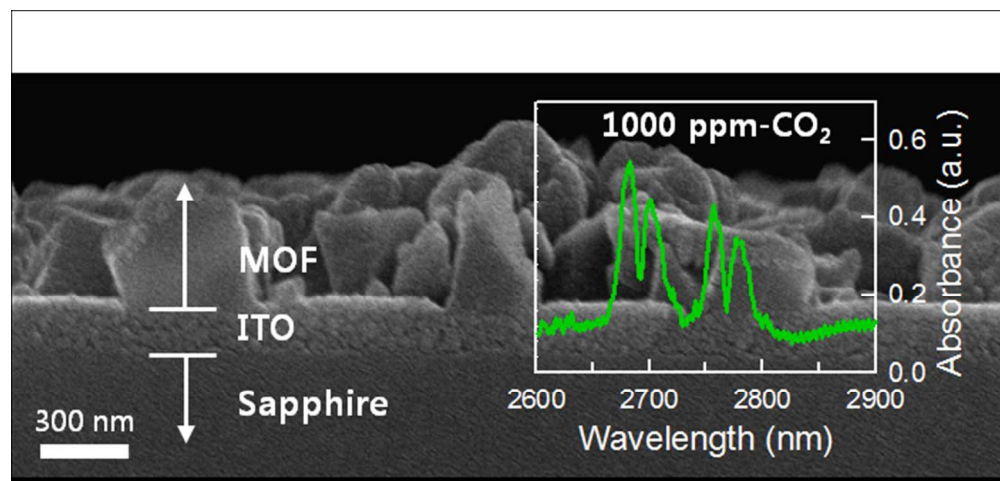 MOF
ITO
Sapphire
300 nm
1000 ppm-CO₂
0.6
0.4
0.2
0.0
Absorbance (a.u.)
2600
2700
2800
2900
Wavelength (nm)